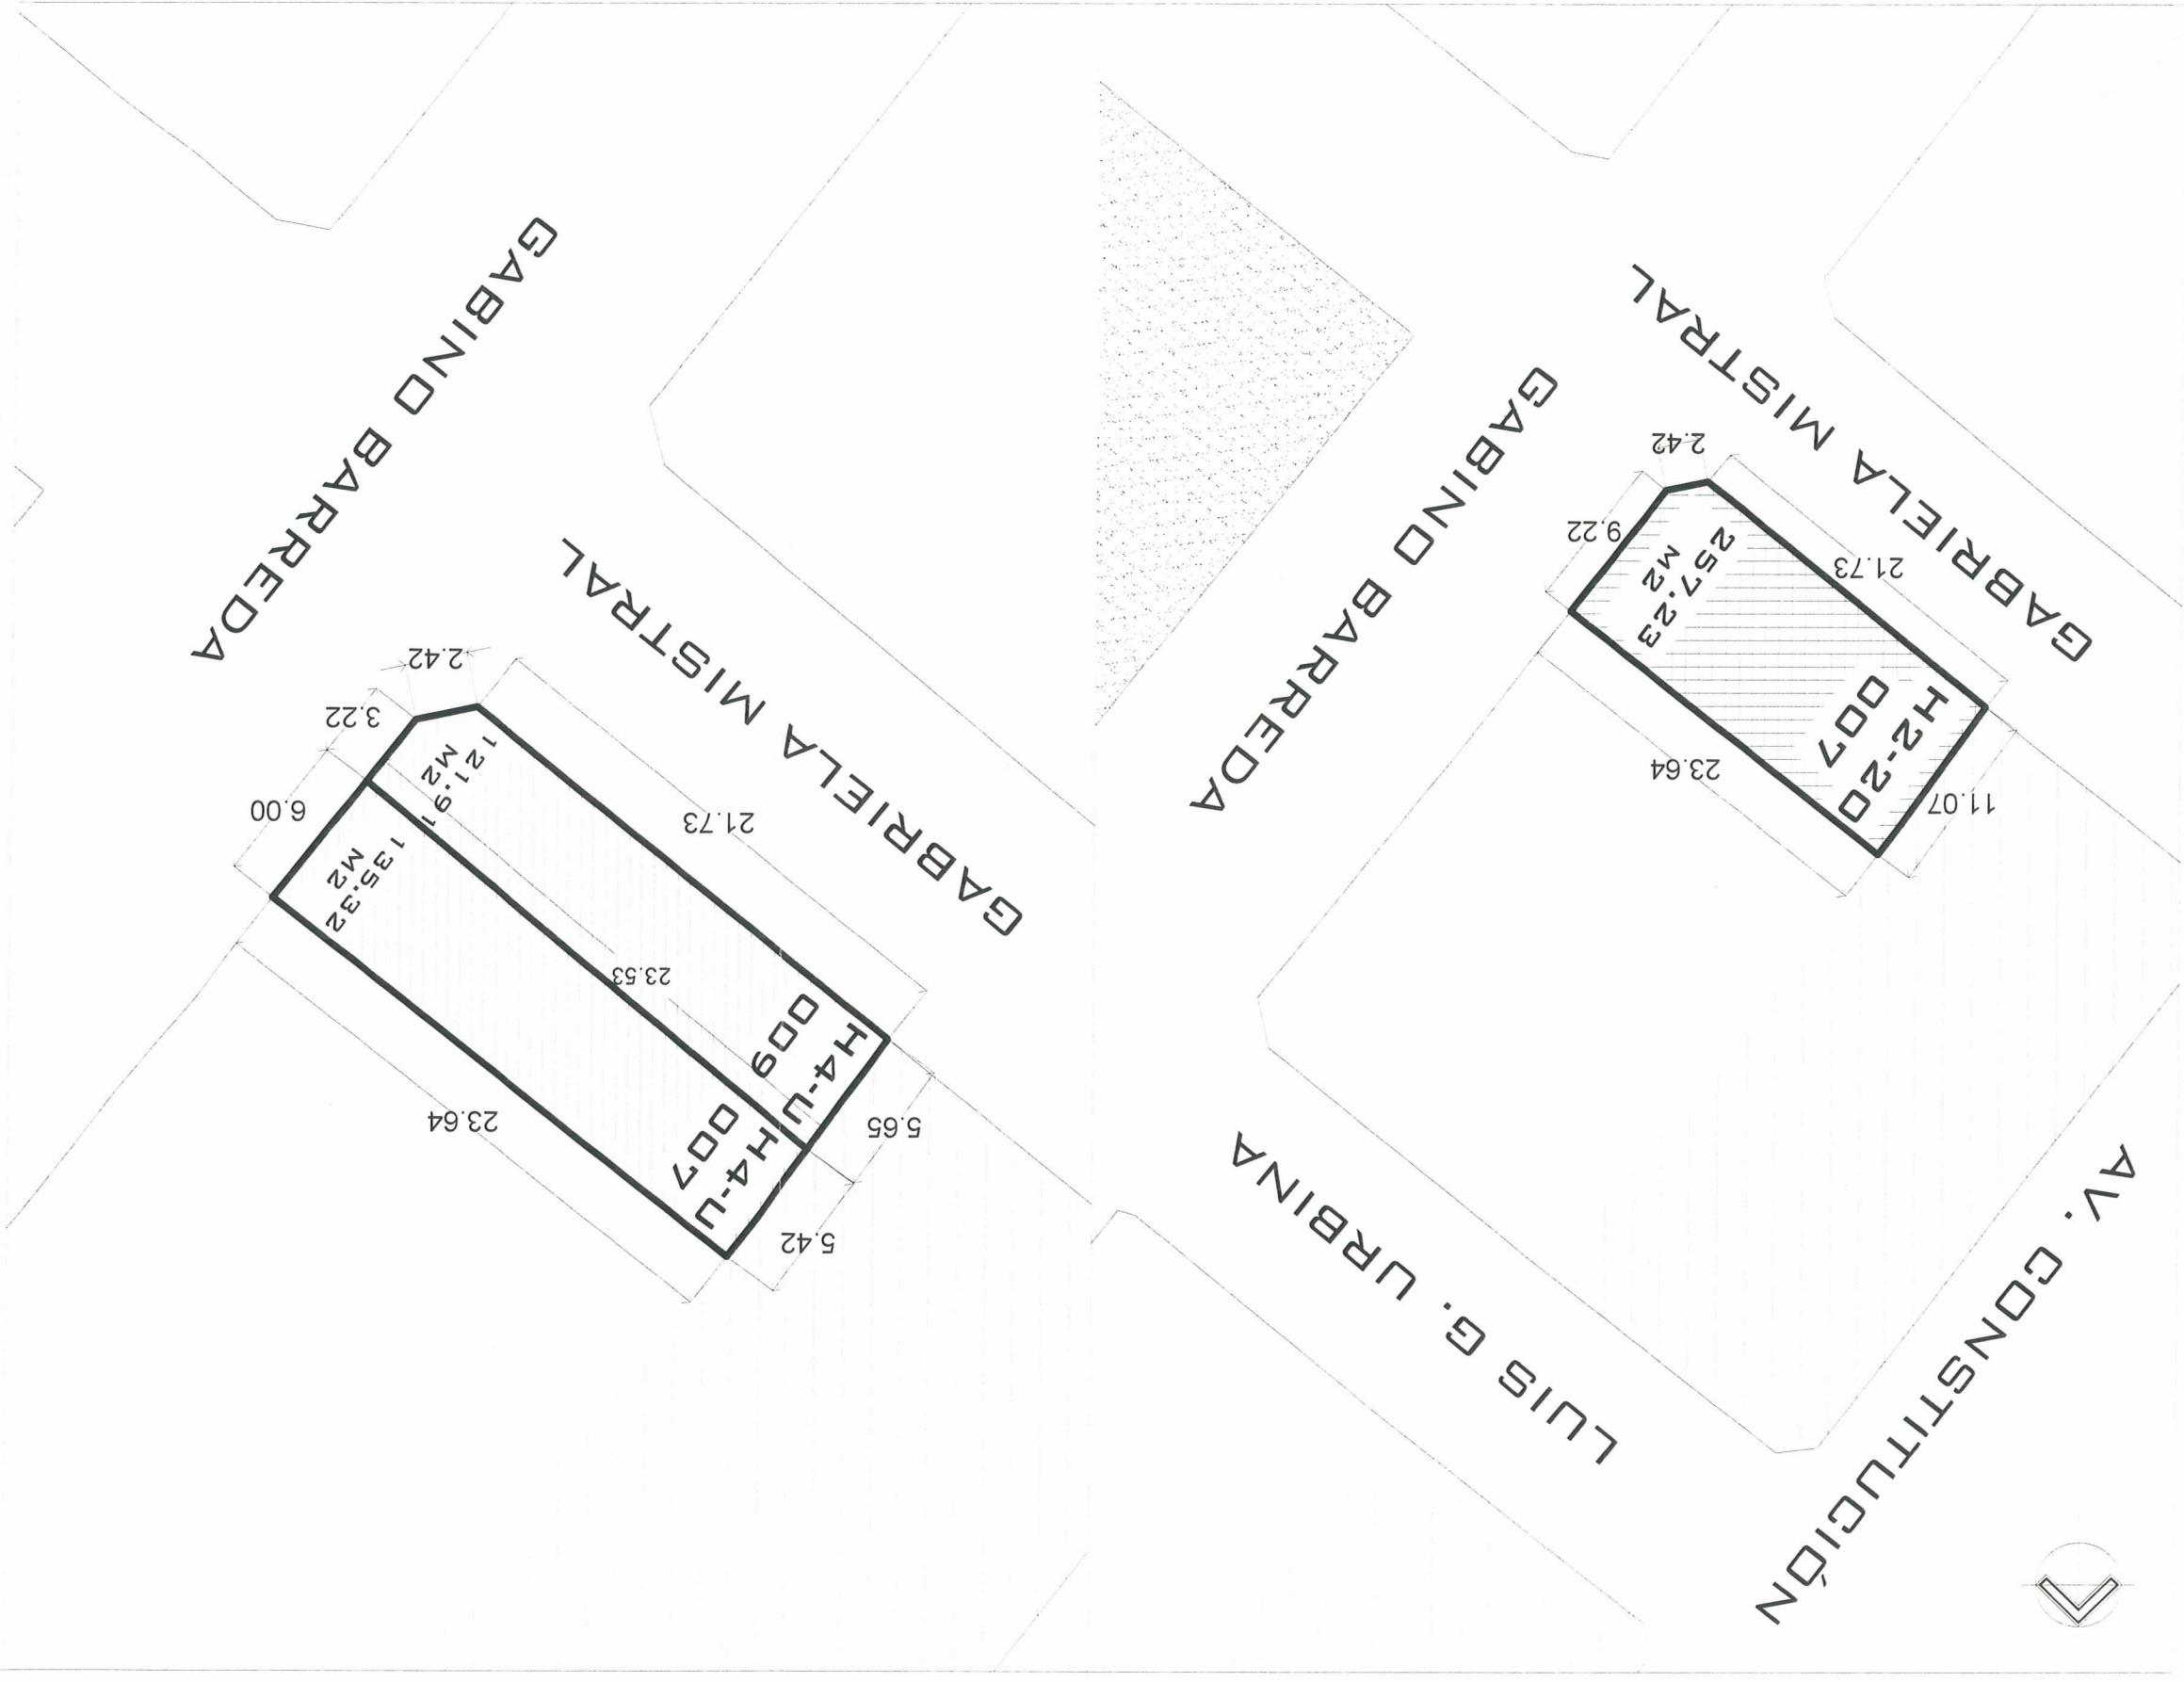 AV. CONSTITUCIÓN
LUIS G. URBINA
23.64
11.07
H2-20
007
257.23
M2
21.73
9.22
2.42
GABINO BARREDA
GABRIELA MISTRAL
5.42
23.64
H4-U
007
135.32
M2
5.65
23.53
H4-U
009
121.91
M2
6.00
21.73
3.22
2.42
GABRIELA MISTRAL
GABINO BARREDA